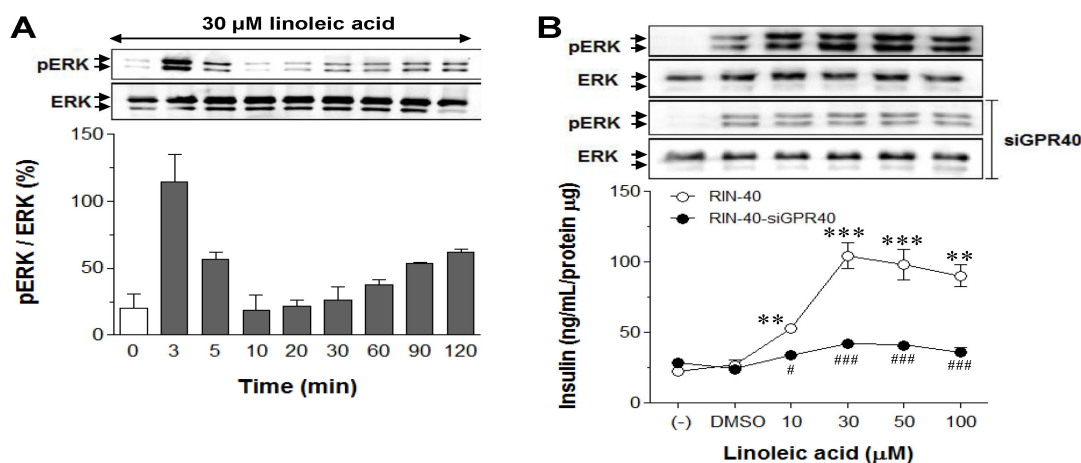 A
30 µM linoleic acid
pERK
ERK
150
100
50
0
pERK / ERK (%)
0 3 5 10 20 30 60 90 120
Time (min)
B
pERK
ERK
pERK
ERK
siGPR40
RIN-40
RIN-40-siGPR40
150
100
50
0
Insulin (ng/mL/protein µg)
** *** *** **
# ### ### ###
(-) DMSO 10 30 50 100
Linoleic acid (µM)